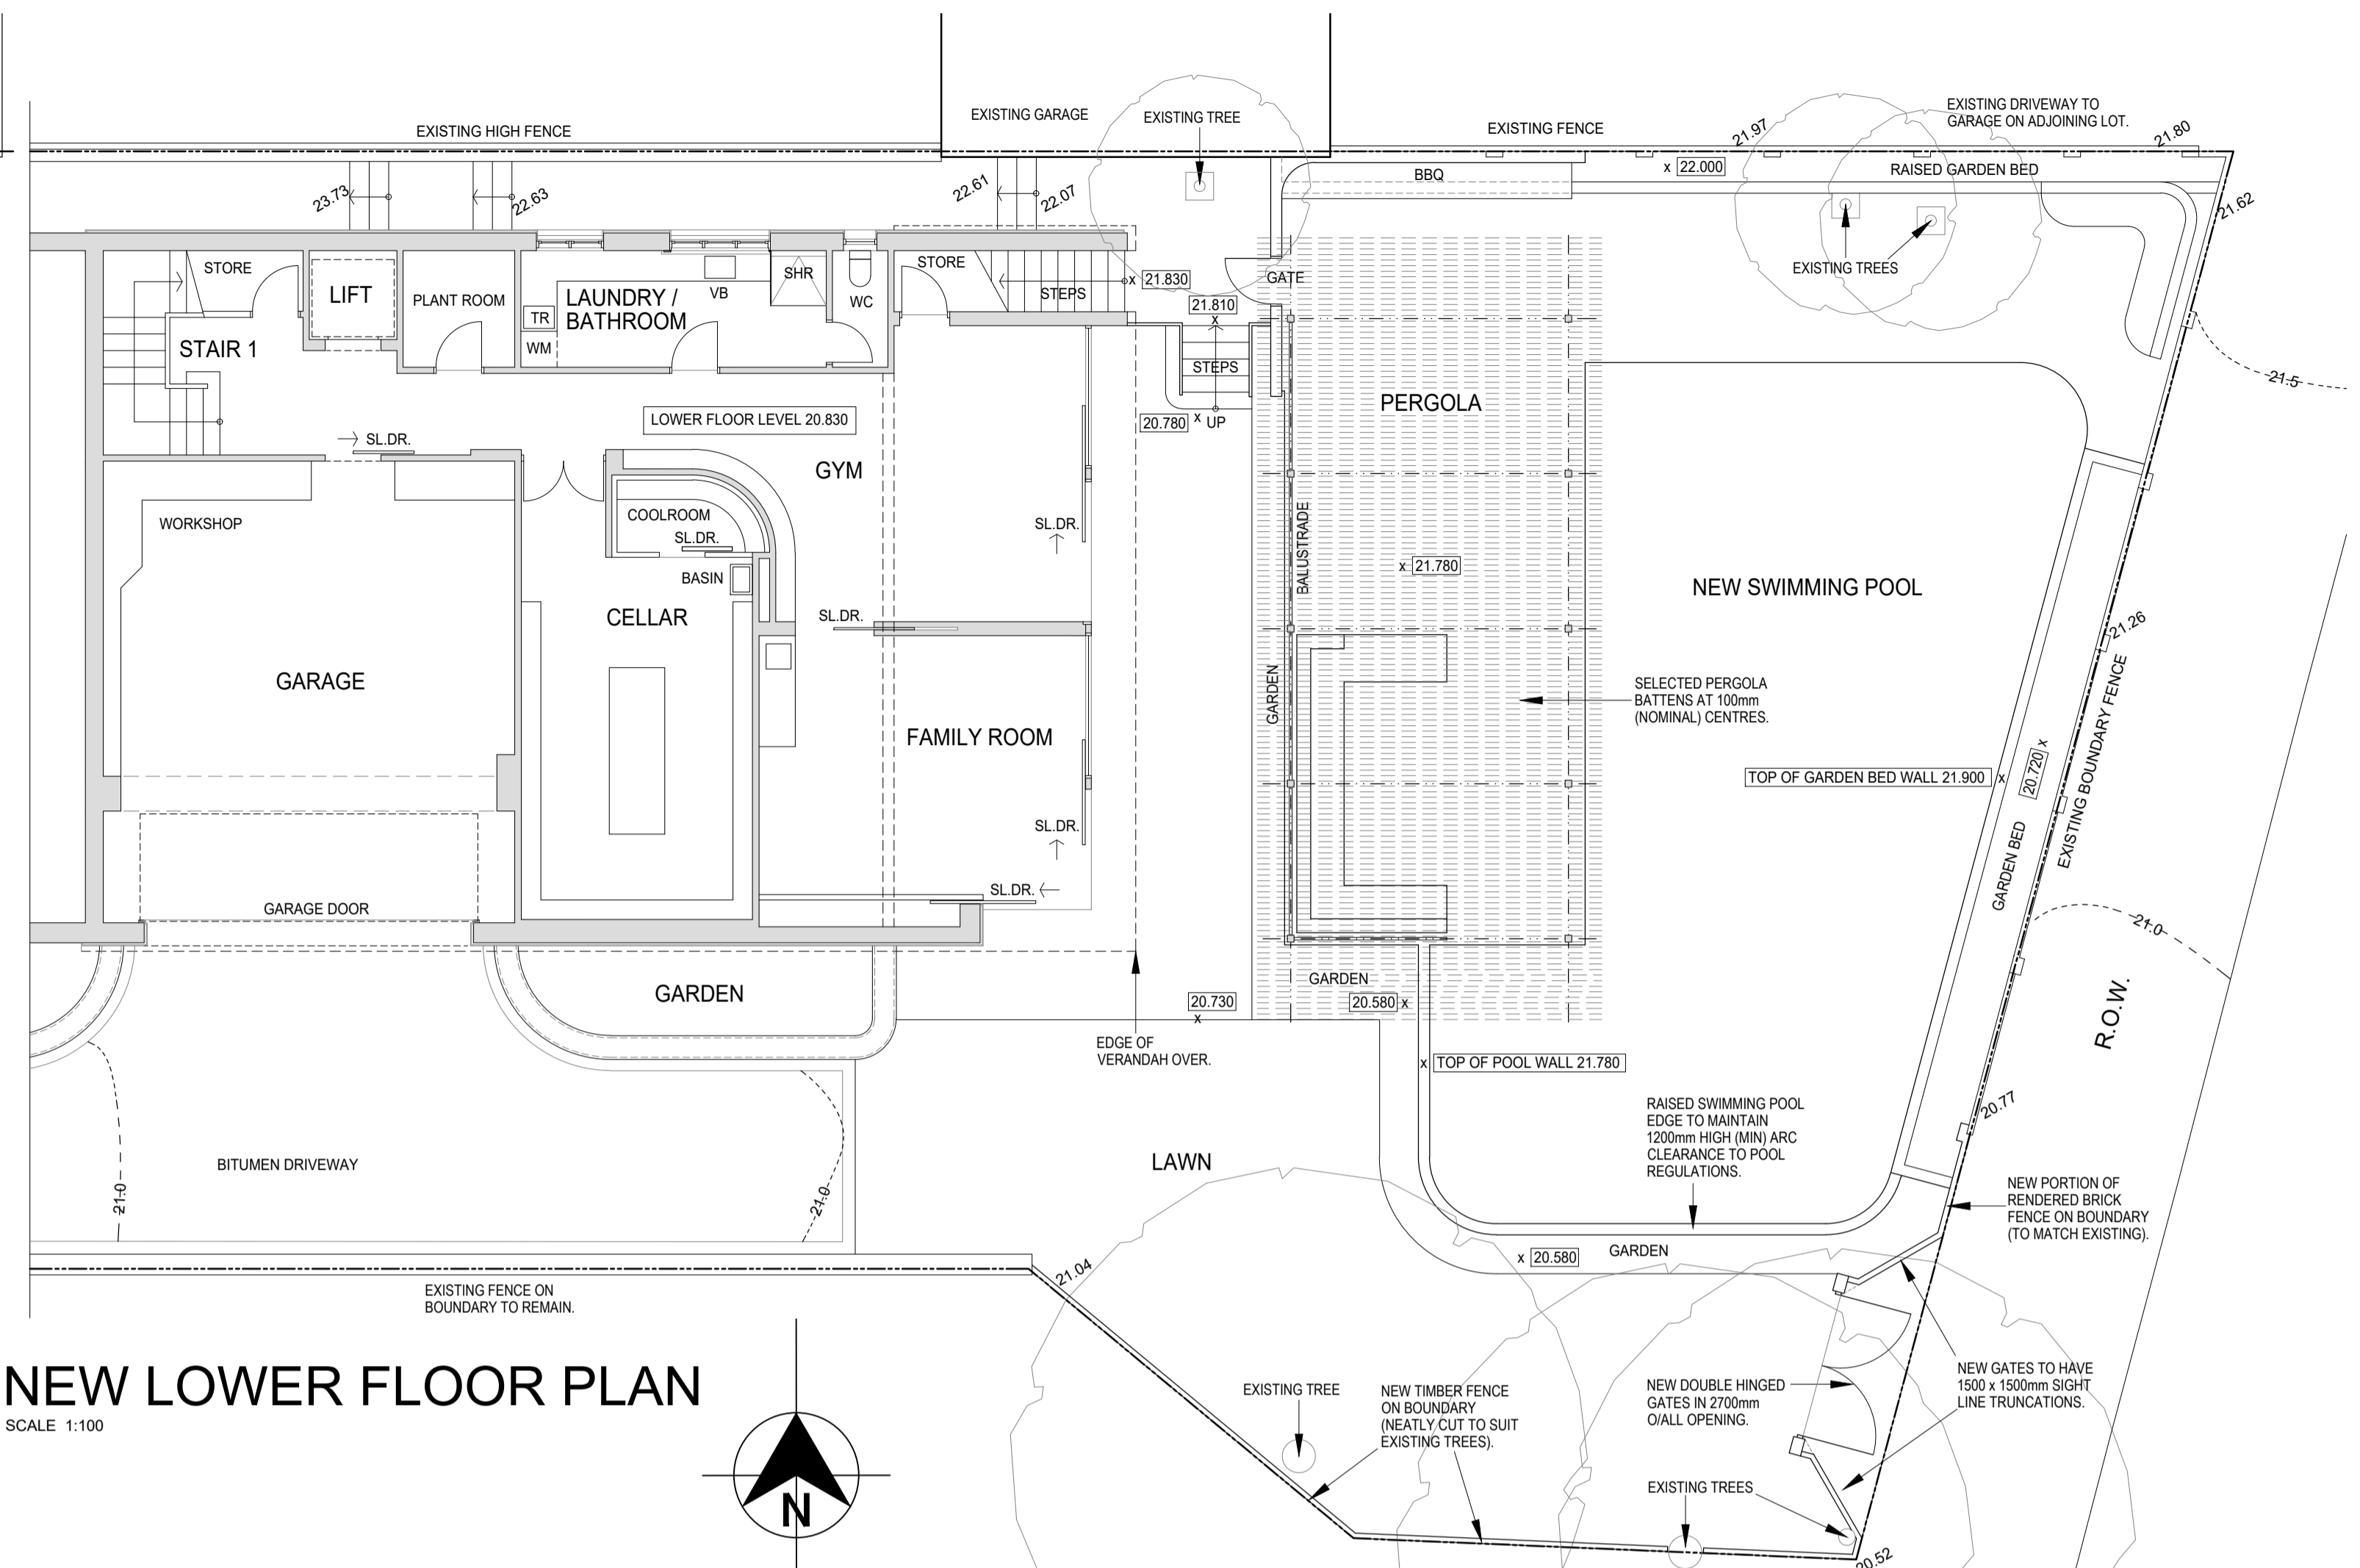 EXISTING HIGH FENCE
EXISTING GARAGE
EXISTING TREE
EXISTING FENCE
21.97
EXISTING DRIVEWAY TO
GARAGE ON ADJOINING LOT.
21.80
23.73
22.63
22.61
22.07
BBQ
x 22.000
RAISED GARDEN BED
21.62
STORE
LIFT
PLANT ROOM
LAUNDRY /
BATHROOM
VB
SHR
WC
TR
WM
STORE
STEPS
x 21.830
21.810
x
GATE
EXISTING TREES
STAIR 1
STEPS
20.780 x UP
21.5
PERGOLA
LOWER FLOOR LEVEL 20.830
SL.DR.
GYM
WORKSHOP
COOLROOM
SL.DR.
SL.DR.
BALUSTRADE
x 21.780
BASIN
CELLAR
SL.DR.
NEW SWIMMING POOL
21.26
GARAGE
GARDEN
SELECTED PERGOLA
BATTENS AT 100mm
(NOMINAL) CENTRES.
FAMILY ROOM
EXISTING BOUNDARY FENCE
20.720 x
TOP OF GARDEN BED WALL 21.900 x
SL.DR.
GARDEN BED
SL.DR.
GARAGE DOOR
21.0
GARDEN
GARDEN
20.730
x
20.580 x
R.O.W.
EDGE OF
VERANDAH OVER.
x TOP OF POOL WALL 21.780
RAISED SWIMMING POOL
EDGE TO MAINTAIN
1200mm HIGH (MIN) ARC
CLEARANCE TO POOL
REGULATIONS.
20.77
BITUMEN DRIVEWAY
21.0
21.0
LAWN
NEW PORTION OF
RENDERED BRICK
FENCE ON BOUNDARY
(TO MATCH EXISTING).
x 20.580
GARDEN
21.04
EXISTING FENCE ON
BOUNDARY TO REMAIN.
NEW LOWER FLOOR PLAN
SCALE 1:100
N
EXISTING TREE
NEW TIMBER FENCE
ON BOUNDARY
(NEATLY CUT TO SUIT
EXISTING TREES).
NEW DOUBLE HINGED
GATES IN 2700mm
O/ALL OPENING.
NEW GATES TO HAVE
1500 x 1500mm SIGHT
LINE TRUNCATIONS.
EXISTING TREES
20.52